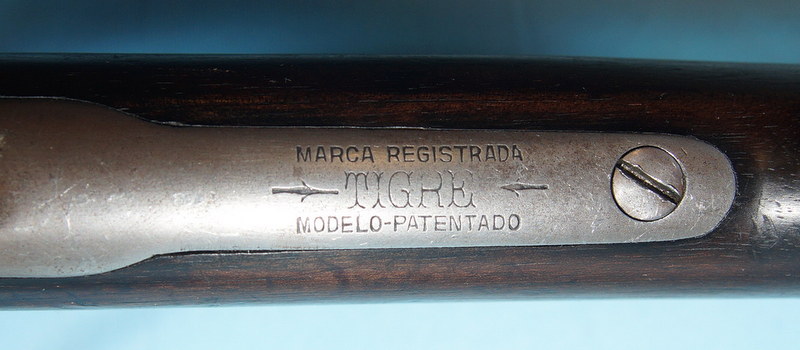 MARCA REGISTRADA
TIGRE
MODELO-PATENTADO